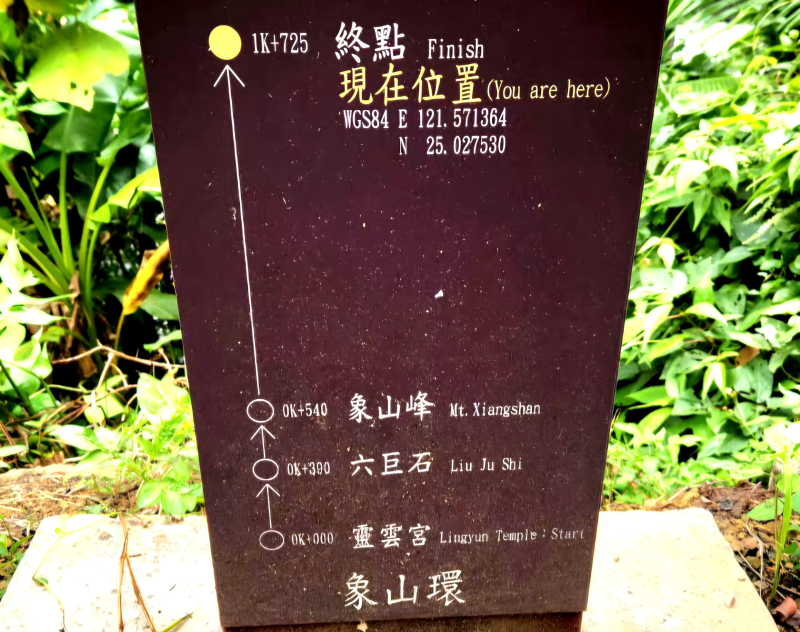 1K+725 終點 Finish
現在位置(You are here)
WGS84 E 121.571364
N 25.027530
0K+540 象山峰 Mt.Xiangshan
0K+390 六巨石 Liu Ju Shi
0K+000 靈雲宮 Lingyun Temple:Start
象山環